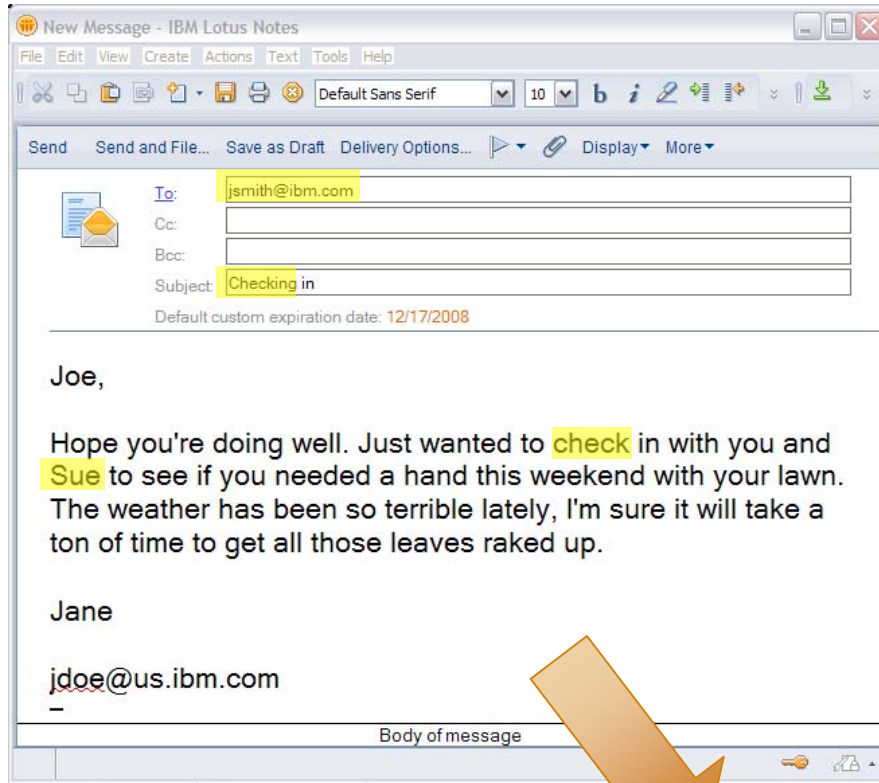 New Message - IBM Lotus Notes
File Edit View Create Actions Text Tools Help
Default Sans Serif 10 b i
Send Send and File... Save as Draft Delivery Options... Display More
To: jsmith@ibm.com
Cc:
Bcc:
Subject: Checking in
Default custom expiration date: 12/17/2008
Joe,
Hope you're doing well. Just wanted to check in with you and
Sue to see if you needed a hand this weekend with your lawn.
The weather has been so terrible lately, I'm sure it will take a
ton of time to get all those leaves raked up.
Jane
jdoe@us.ibm.com
–
Body of message